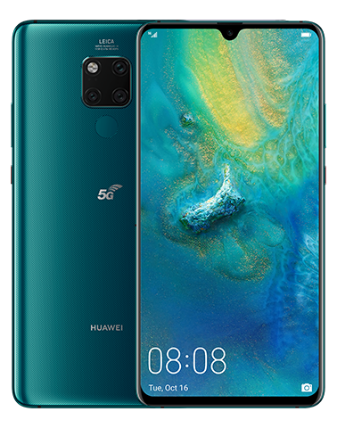 LEICA
5G
HUAWEI
08:08
Tue, Oct 16